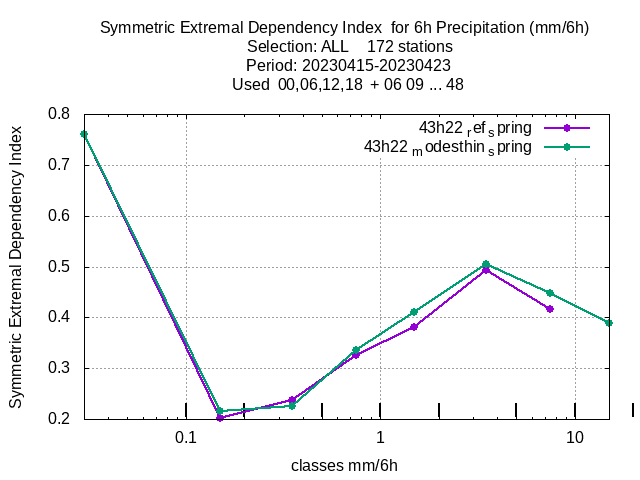 Symmetric Extremal Dependency Index for 6h Precipitation (mm/6h)
Selection: ALL 172 stations
Period: 20230415-20230423
Used 00,06,12,18 + 06 09 ... 48
43h22 ref spring
43h22 modesthin spring
Symmetric Extremal Dependency Index
0.8
0.7
0.6
0.5
0.4
0.3
0.2
0.1 1 10
classes mm/6h